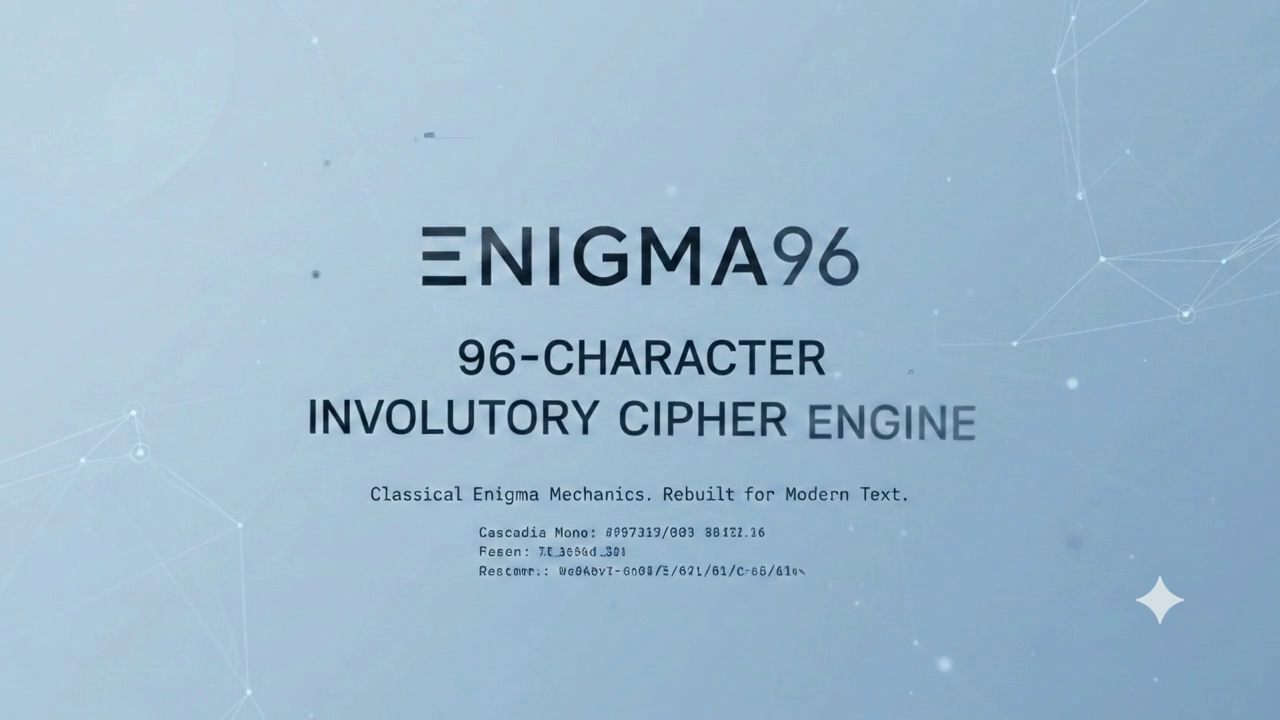 ENIGMA96
96-CHARACTER
INVOLUTORY CIPHER ENGINE
Classical Enigma Mechanics. Rebuilt for Modern Text.
Cascadia Mono: